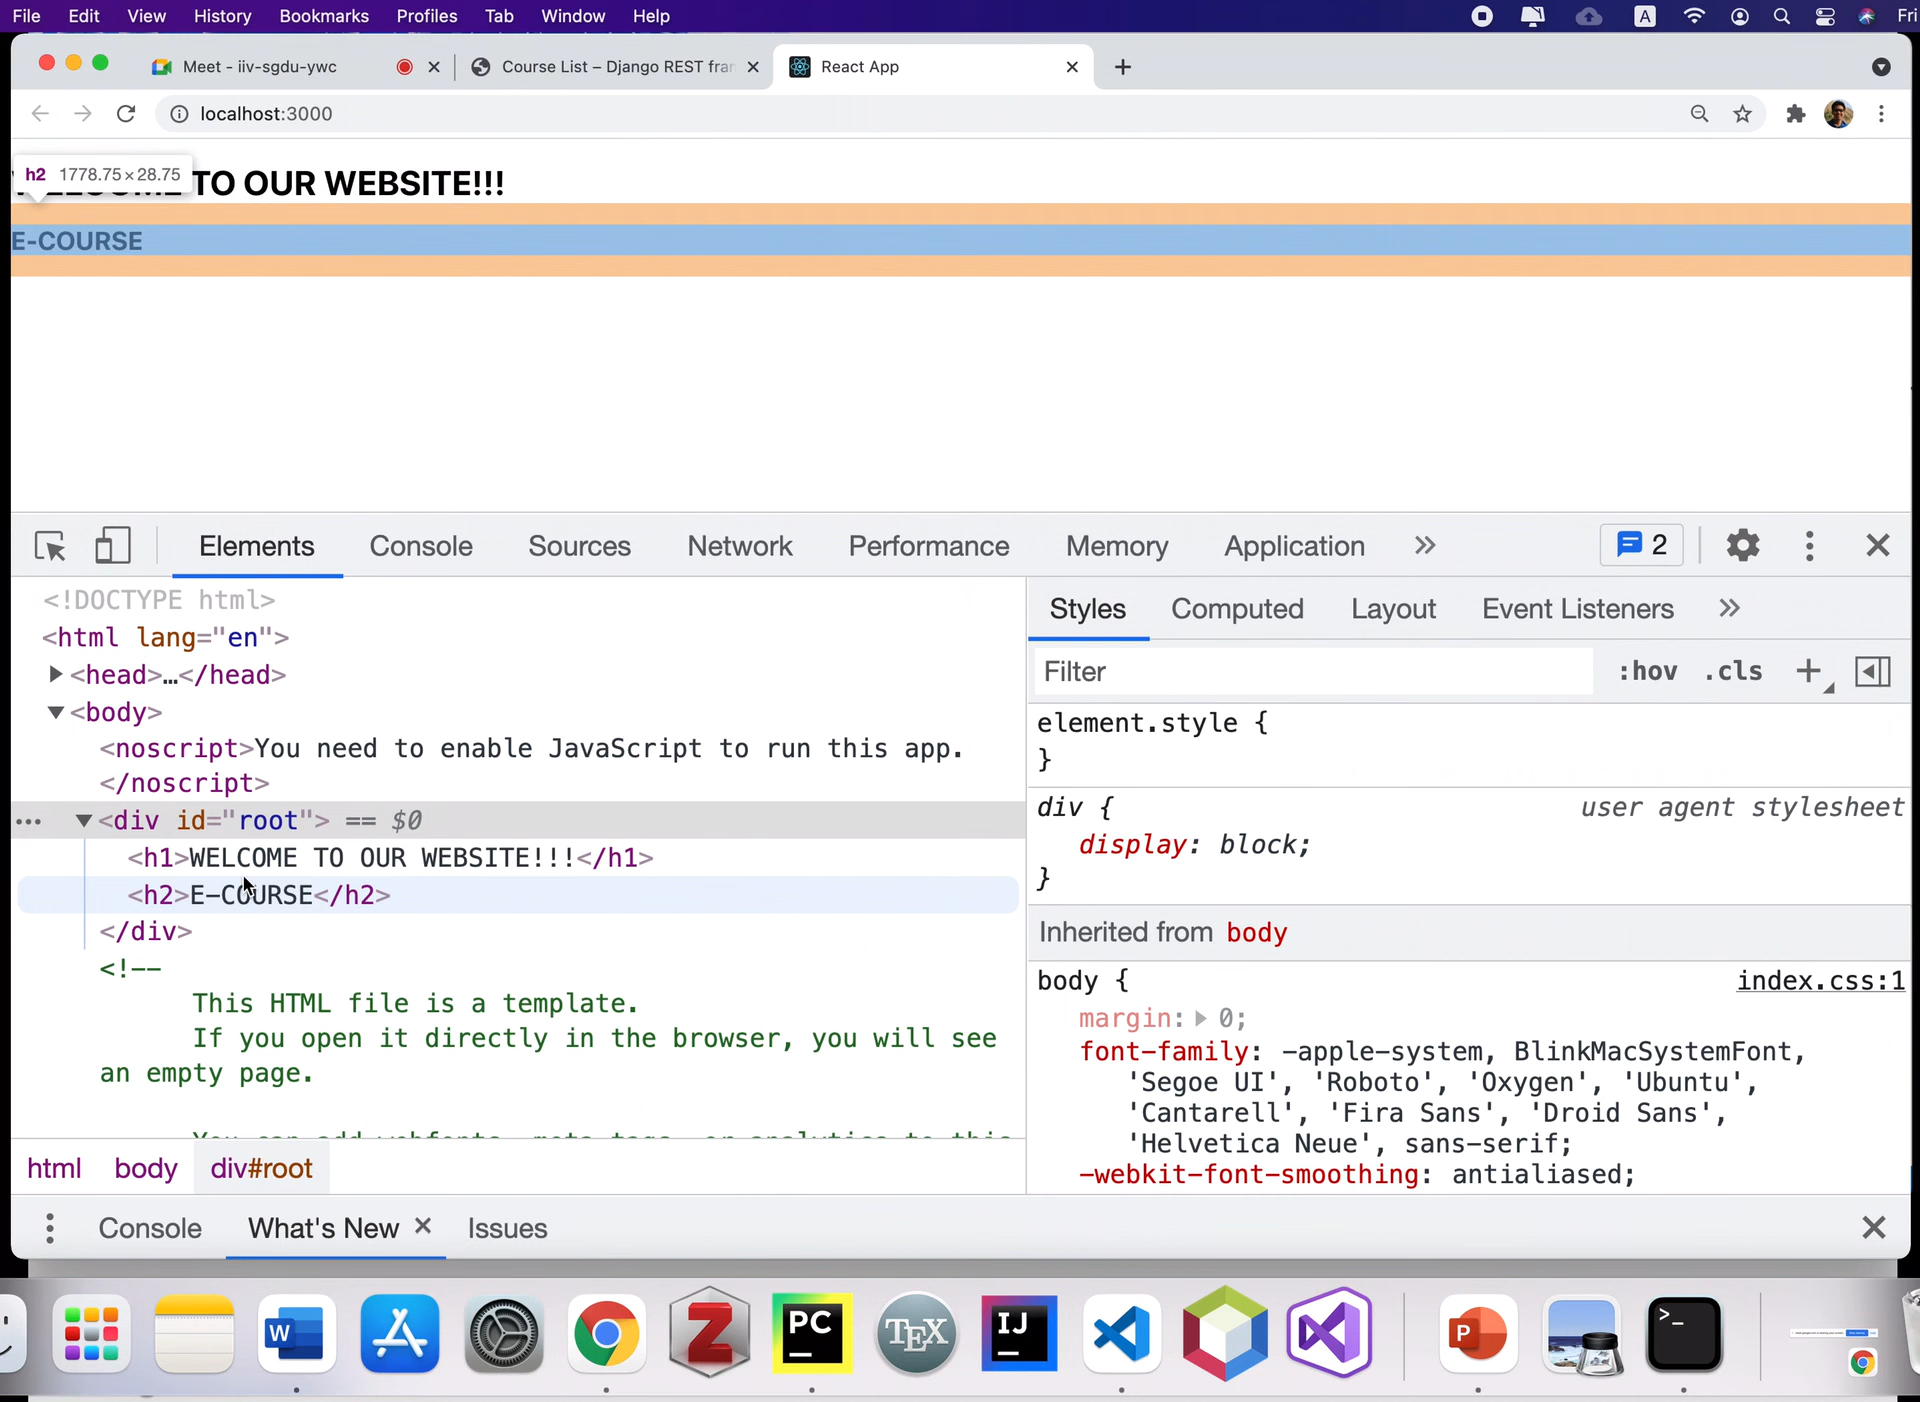 File Edit View History Bookmarks Profiles Tab Window Help A Fri
Meet - iiv-sgdu-ywc Course List – Django REST fra React App
localhost:3000
h2 1778.75×28.75
TO OUR WEBSITE!!!
E-COURSE
Elements Console Sources Network Performance Memory Application 2
<!DOCTYPE html>
<html lang="en">
<head>…</head>
<body>
<noscript>You need to enable JavaScript to run this app.
</noscript>
<div id="root"> == $0
<h1>WELCOME TO OUR WEBSITE!!!</h1>
<h2>E-COURSE</h2>
</div>
<!--
This HTML file is a template.
If you open it directly in the browser, you will see
an empty page.
html body div#root
Styles Computed Layout Event Listeners
Filter :hov .cls
element.style {
}
div { user agent stylesheet
display: block;
}
Inherited from body
body { index.css:1
margin: 0;
font-family: -apple-system, BlinkMacSystemFont,
'Segoe UI', 'Roboto', 'Oxygen', 'Ubuntu',
'Cantarell', 'Fira Sans', 'Droid Sans',
'Helvetica Neue', sans-serif;
-webkit-font-smoothing: antialiased;
Console What's New Issues
W Z PC TEX IJ P >_